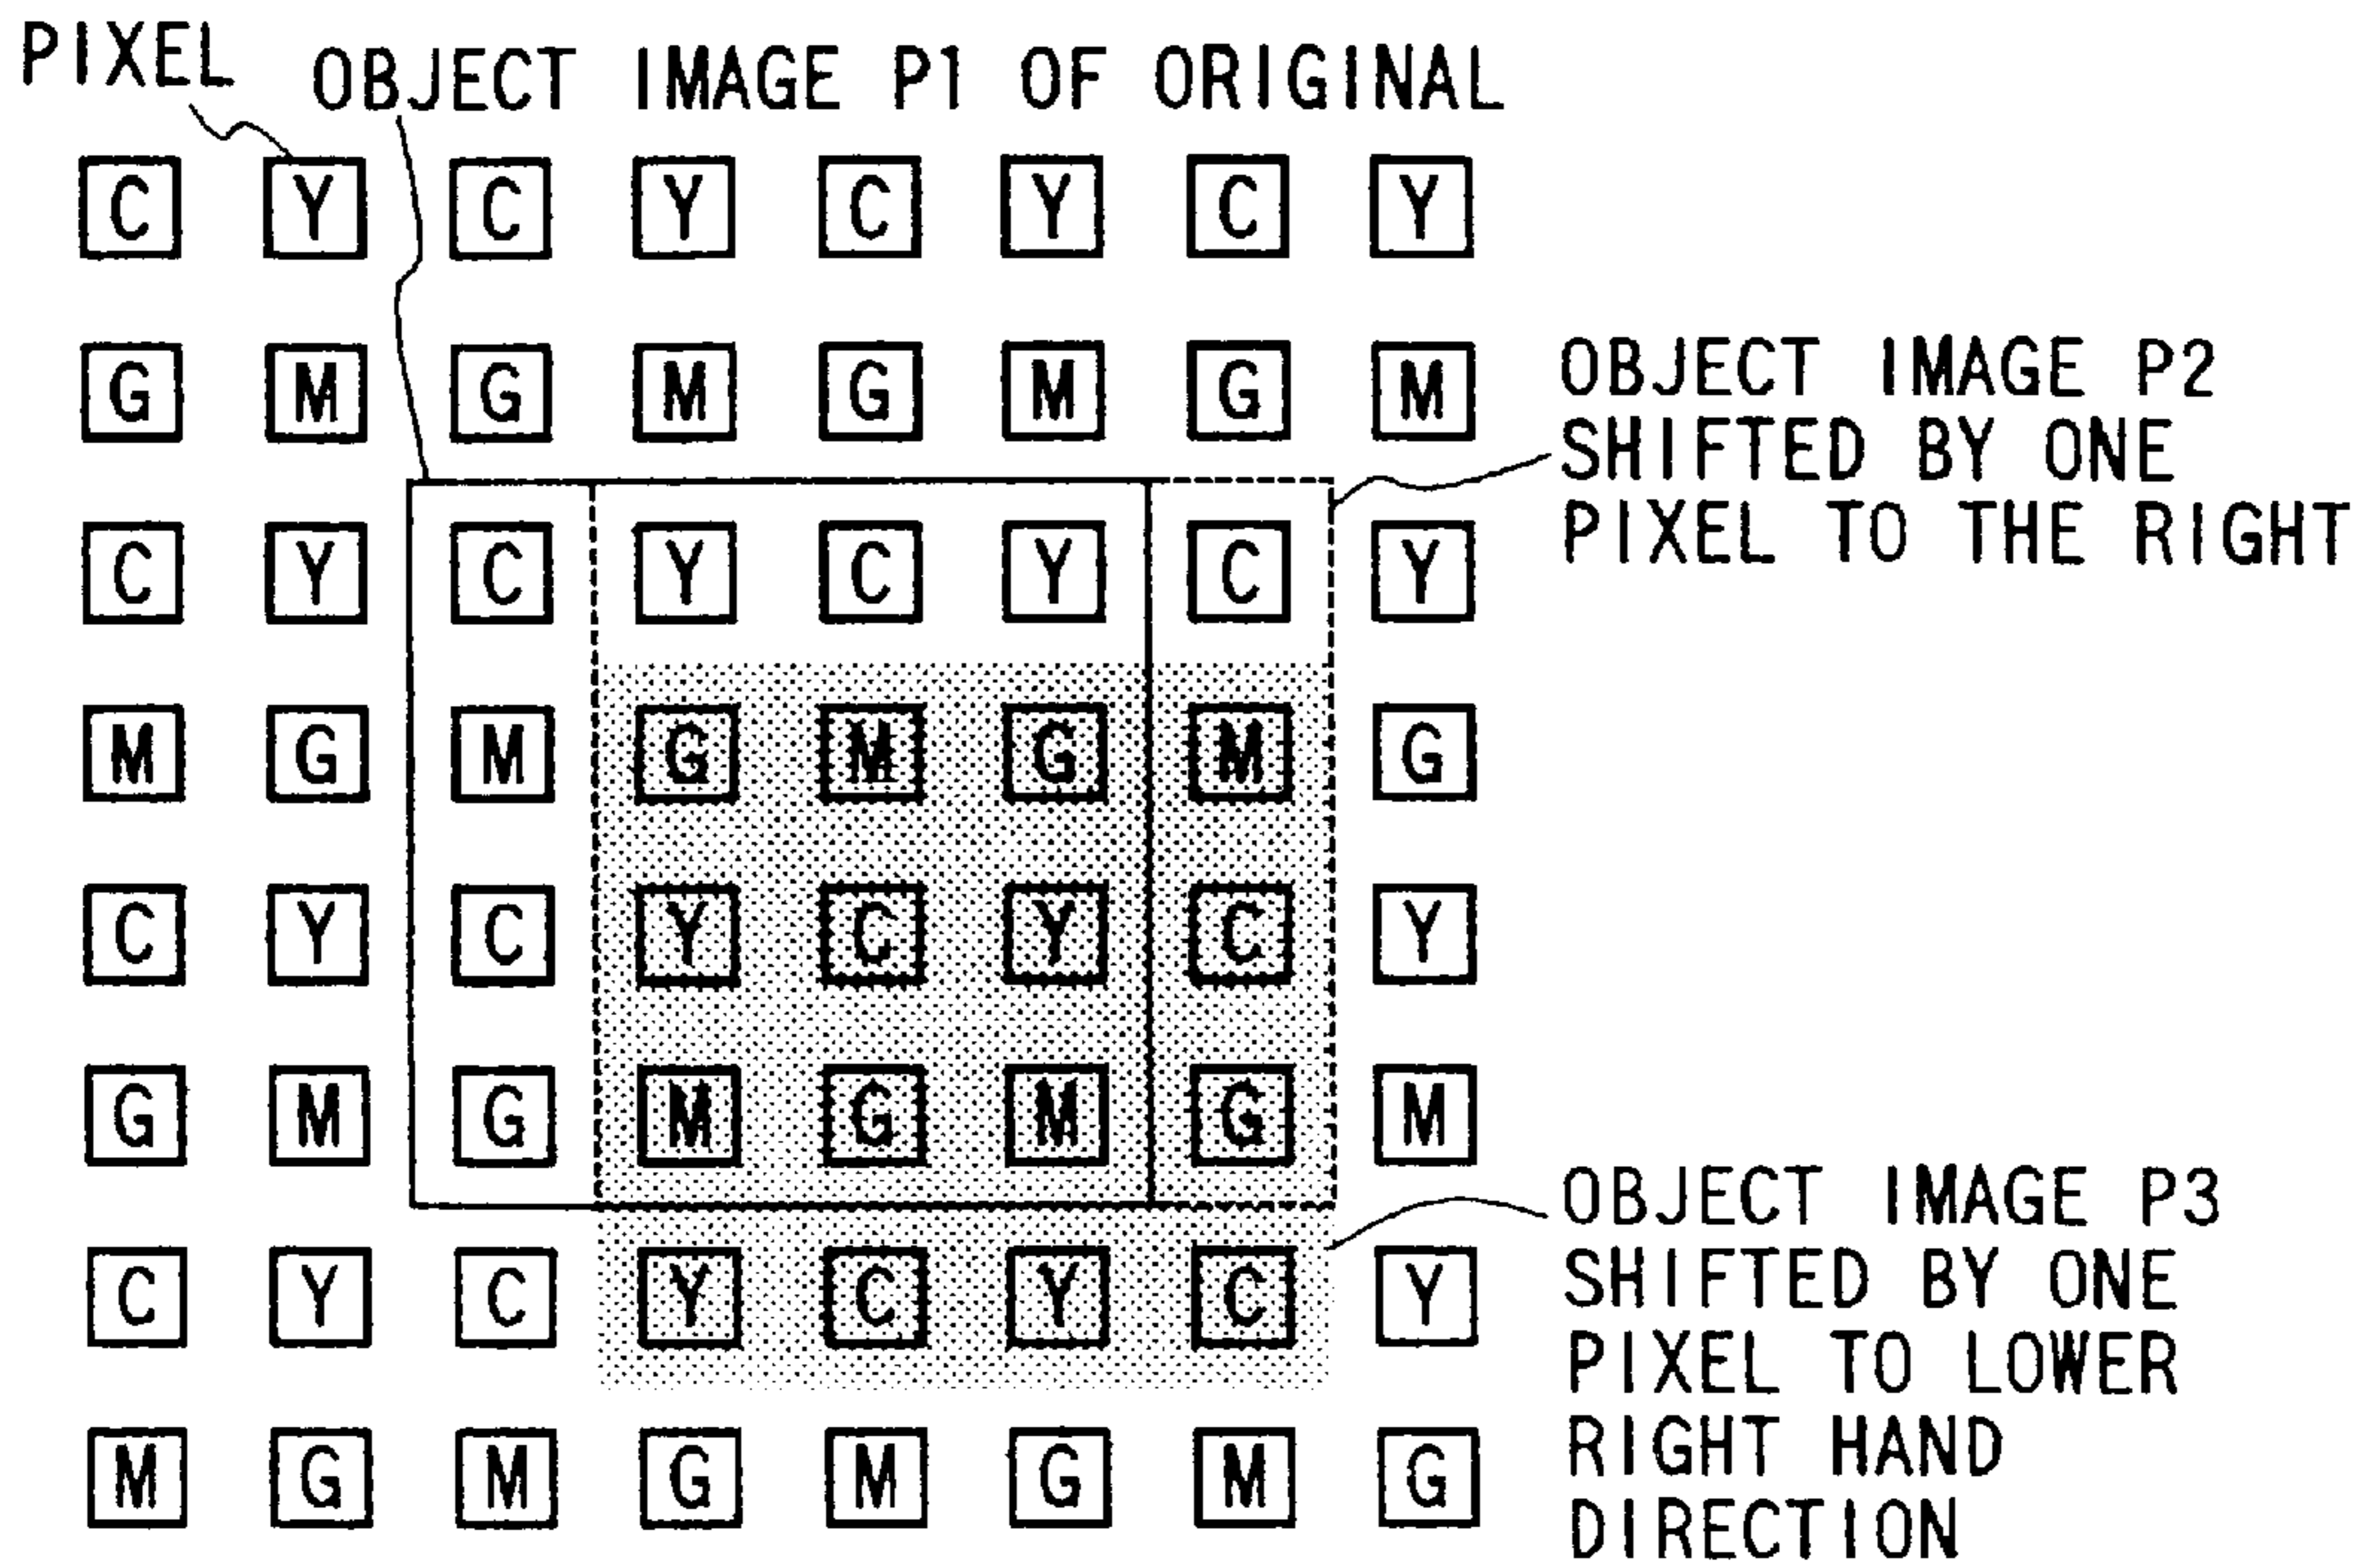 PIXEL
OBJECT IMAGE P1 OF ORIGINAL
C Y C Y C Y C Y
G M G M G M G M
OBJECT IMAGE P2
SHIFTED BY ONE
PIXEL TO THE RIGHT
C Y C Y C Y C Y
M G M G M G M G
C Y C Y C Y C Y
G M G M G M G M
OBJECT IMAGE P3
SHIFTED BY ONE
PIXEL TO LOWER
RIGHT HAND
DIRECTION
C Y C Y C Y C Y
M G M G M G M G